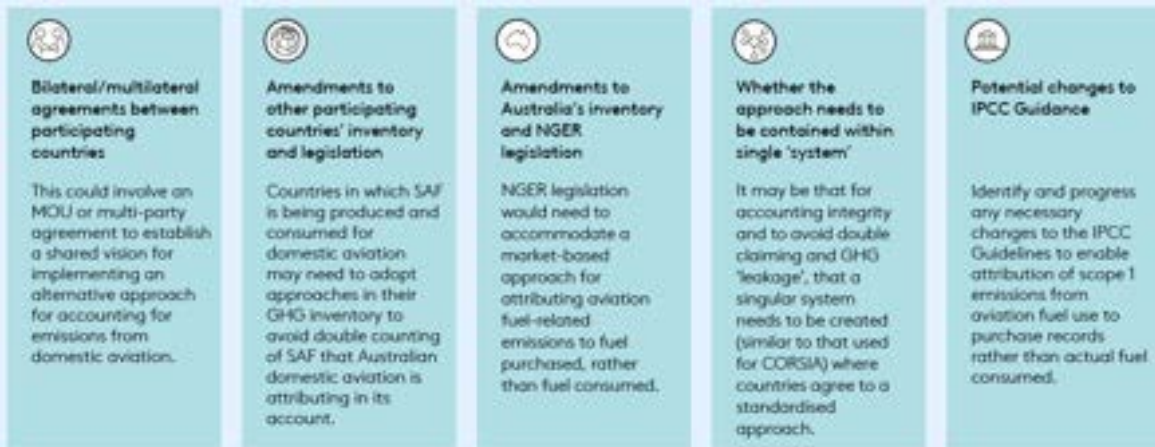 Bilateral/multilateral
agreements between
participating
countries
This could involve an
MOU or multi-party
agreement to establish
a shared vision for
implementing an
alternative approach
for accounting for
emissions from
domestic aviation.
Amendments to
other participating
countries' inventory
and legislation
Countries in which SAF
is being produced and
consumed for
domestic aviation
may need to adopt
approaches in their
GHG inventory to
avoid double counting
of SAF that Australian
domestic aviation is
attributing in its
account.
Amendments to
Australia's inventory
and NGER
legislation
NGER legislation
would need to
accommodate a
market-based
approach for
attributing aviation
fuel-related
emissions to fuel
purchased, rather
than fuel consumed.
Whether the
approach needs to
be contained within
single 'system'
It may be that for
accounting integrity
and to avoid double
claiming and GHG
'leakage', that a
singular system
needs to be created
(similar to that used
for CORSIA) where
countries agree to a
standardised
approach.
Potential changes to
IPCC Guidance
Identify and progress
any necessary
changes to the IPCC
Guidelines to enable
attribution of scope 1
emissions from
aviation fuel use to
purchase records
rather than actual fuel
consumed.